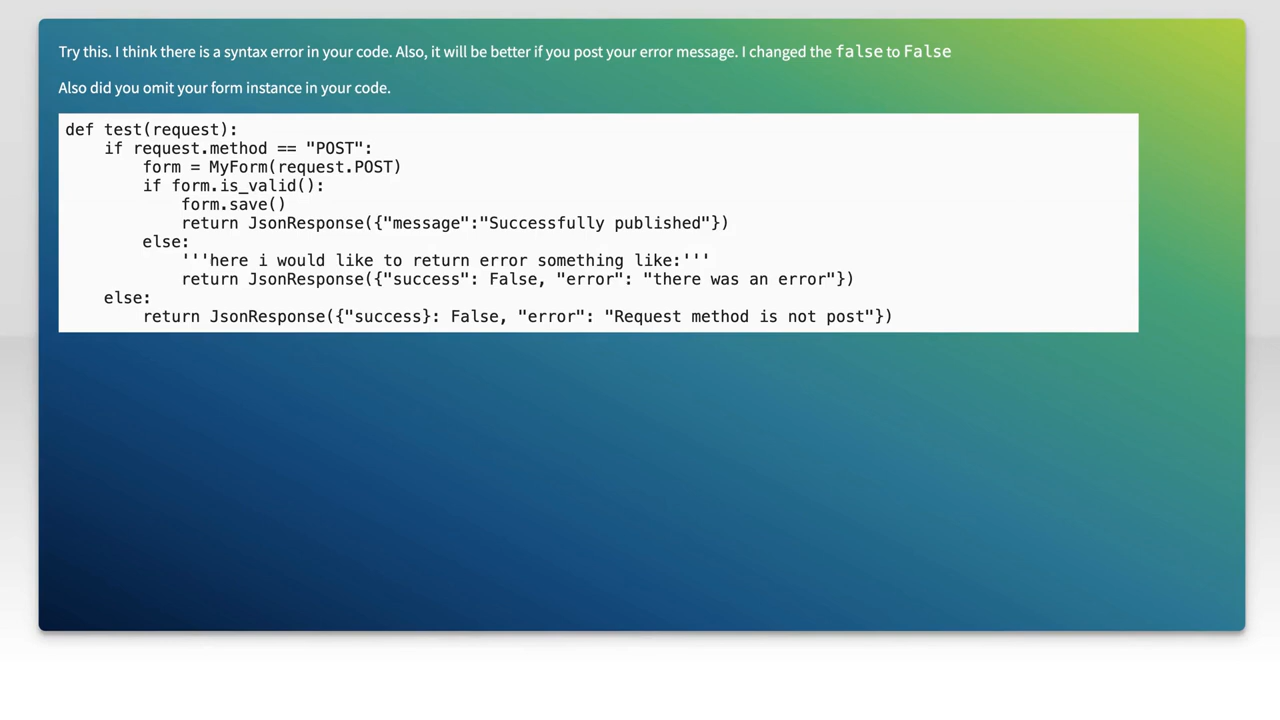 Try this. I think there is a syntax error in your code. Also, it will be better if you post your error message. I changed the false to False
Also did you omit your form instance in your code.
def test(request):
    if request.method == "POST":
        form = MyForm(request.POST)
        if form.is_valid():
            form.save()
            return JsonResponse({"message":"Successfully published"})
        else:
            '''here i would like to return error something like:'''
            return JsonResponse({"success": False, "error": "there was an error"})
    else:
        return JsonResponse({"success}: False, "error": "Request method is not post"})